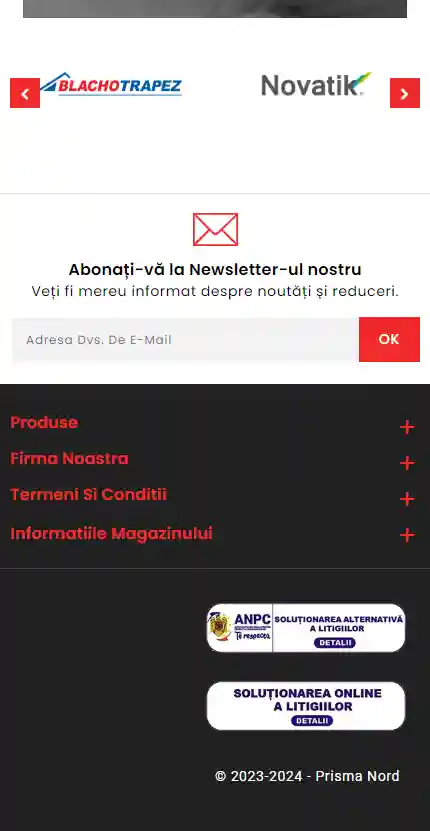 BLACHOTRAPEZ
Novatik
Abonați-vă la Newsletter-ul nostru
Veți fi mereu informat despre noutăți și reduceri.
Adresa Dvs. De E-Mail
OK
Produse
Firma Noastra
Termeni Si Conditii
Informatiile Magazinului
ANPC
Te respectă
SOLUȚIONAREA ALTERNATIVĂ
A LITIGIILOR
DETALII
SOLUȚIONAREA ONLINE
A LITIGIILOR
DETALII
© 2023-2024 - Prisma Nord